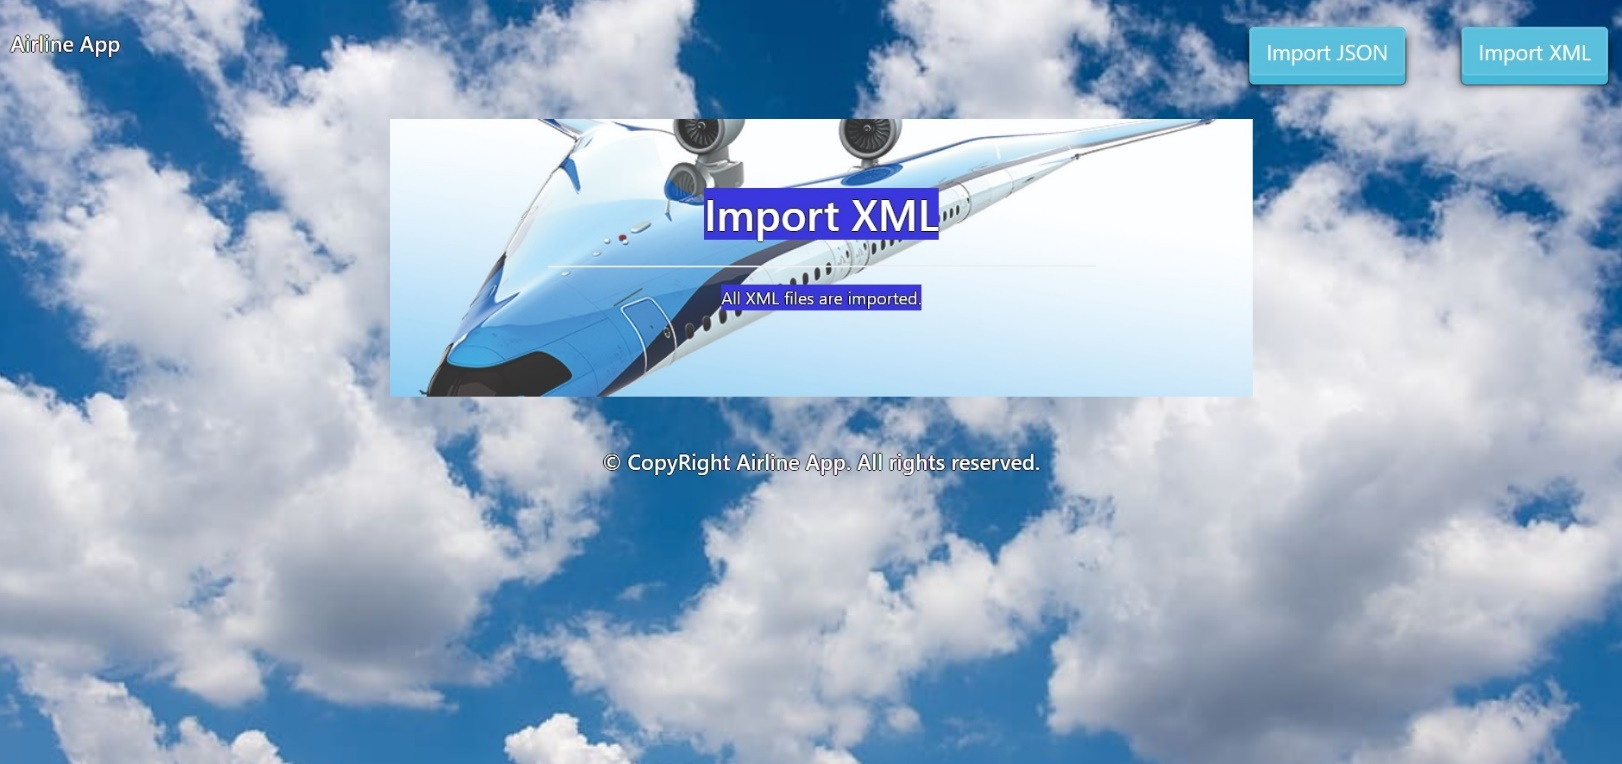 Airline App
Import JSON
Import XML
Import XML
All XML files are imported.
© CopyRight Airline App. All rights reserved.